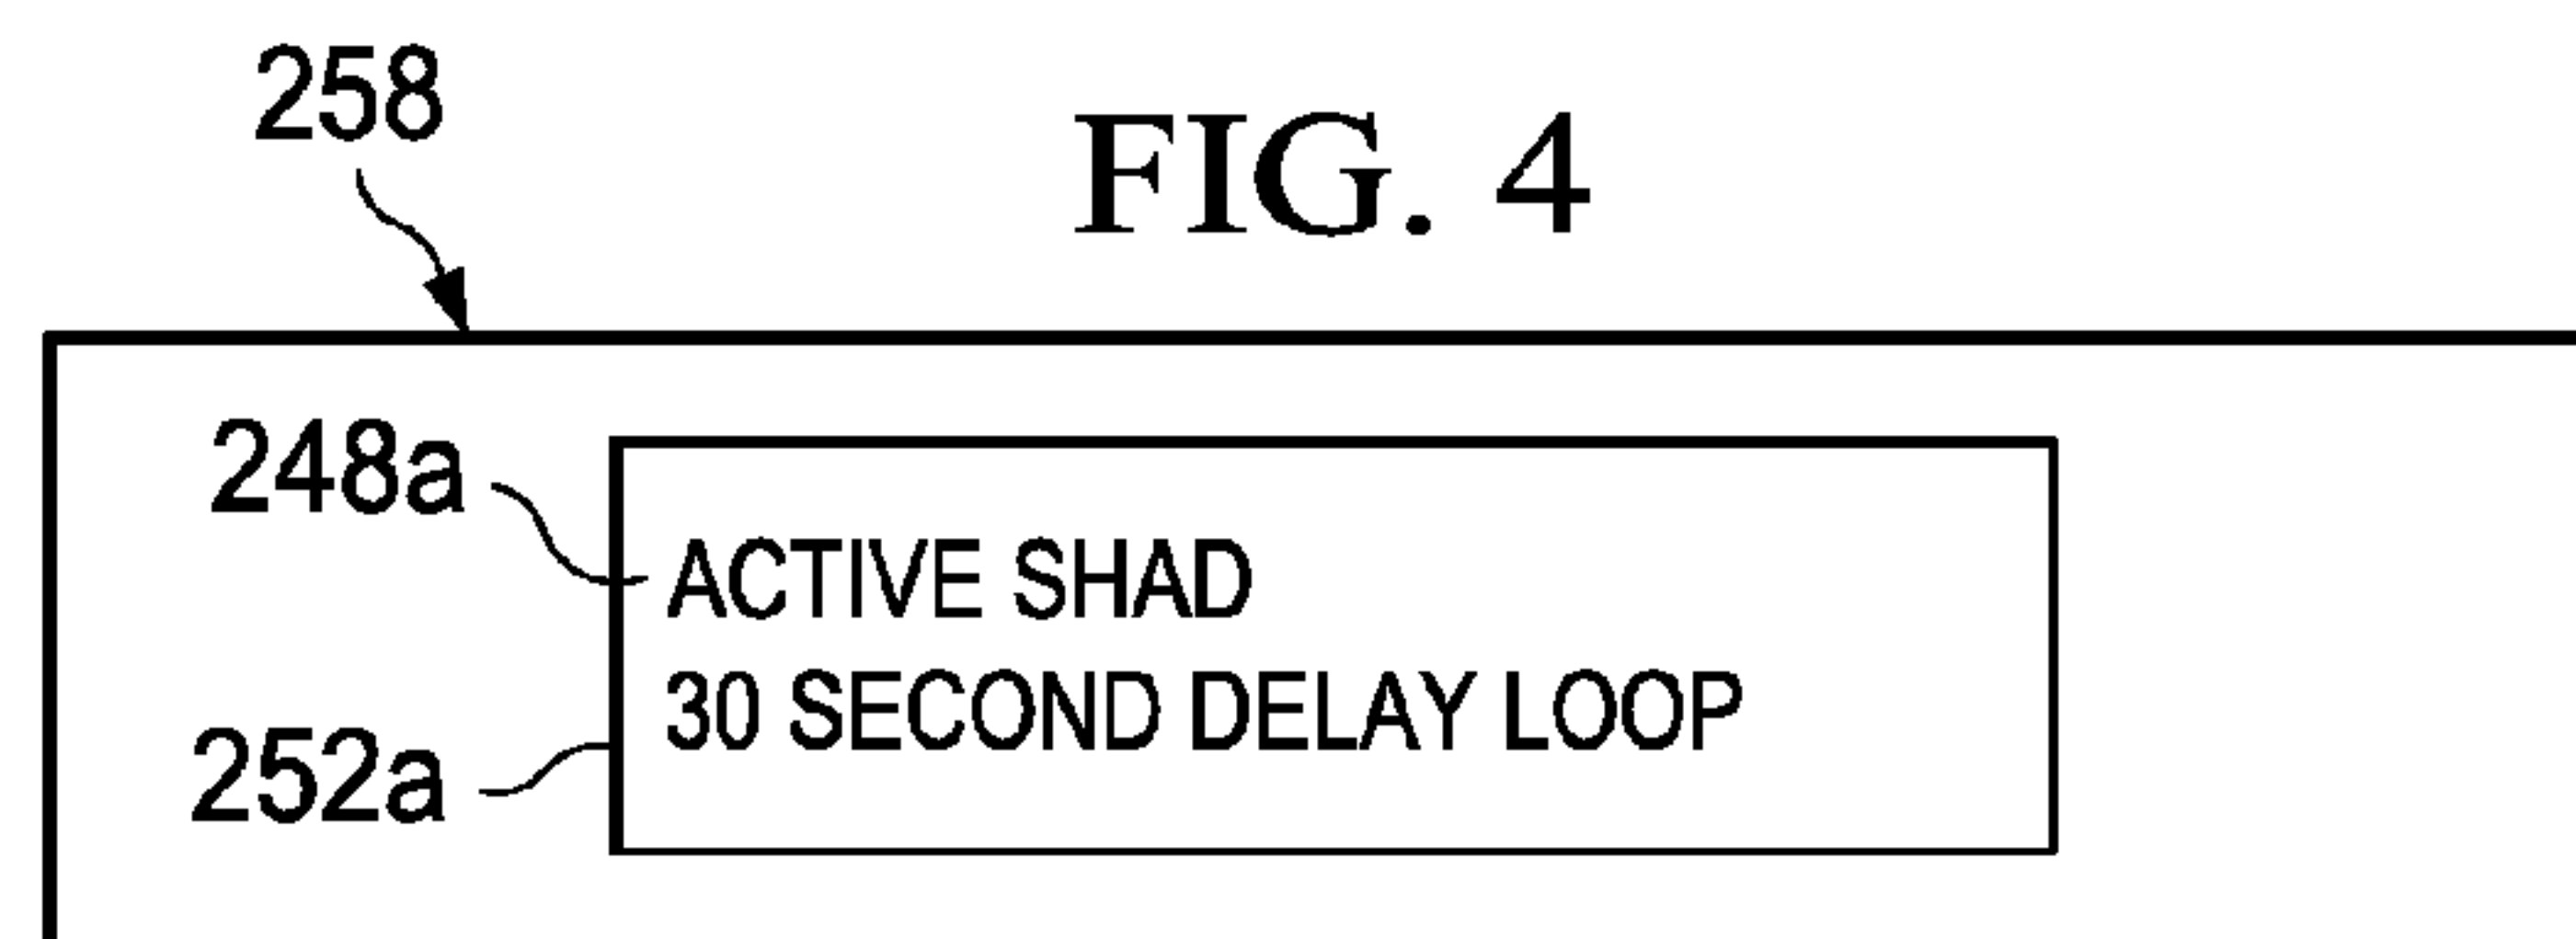 258
FIG. 4
248a
ACTIVE SHAD
30 SECOND DELAY LOOP
252a